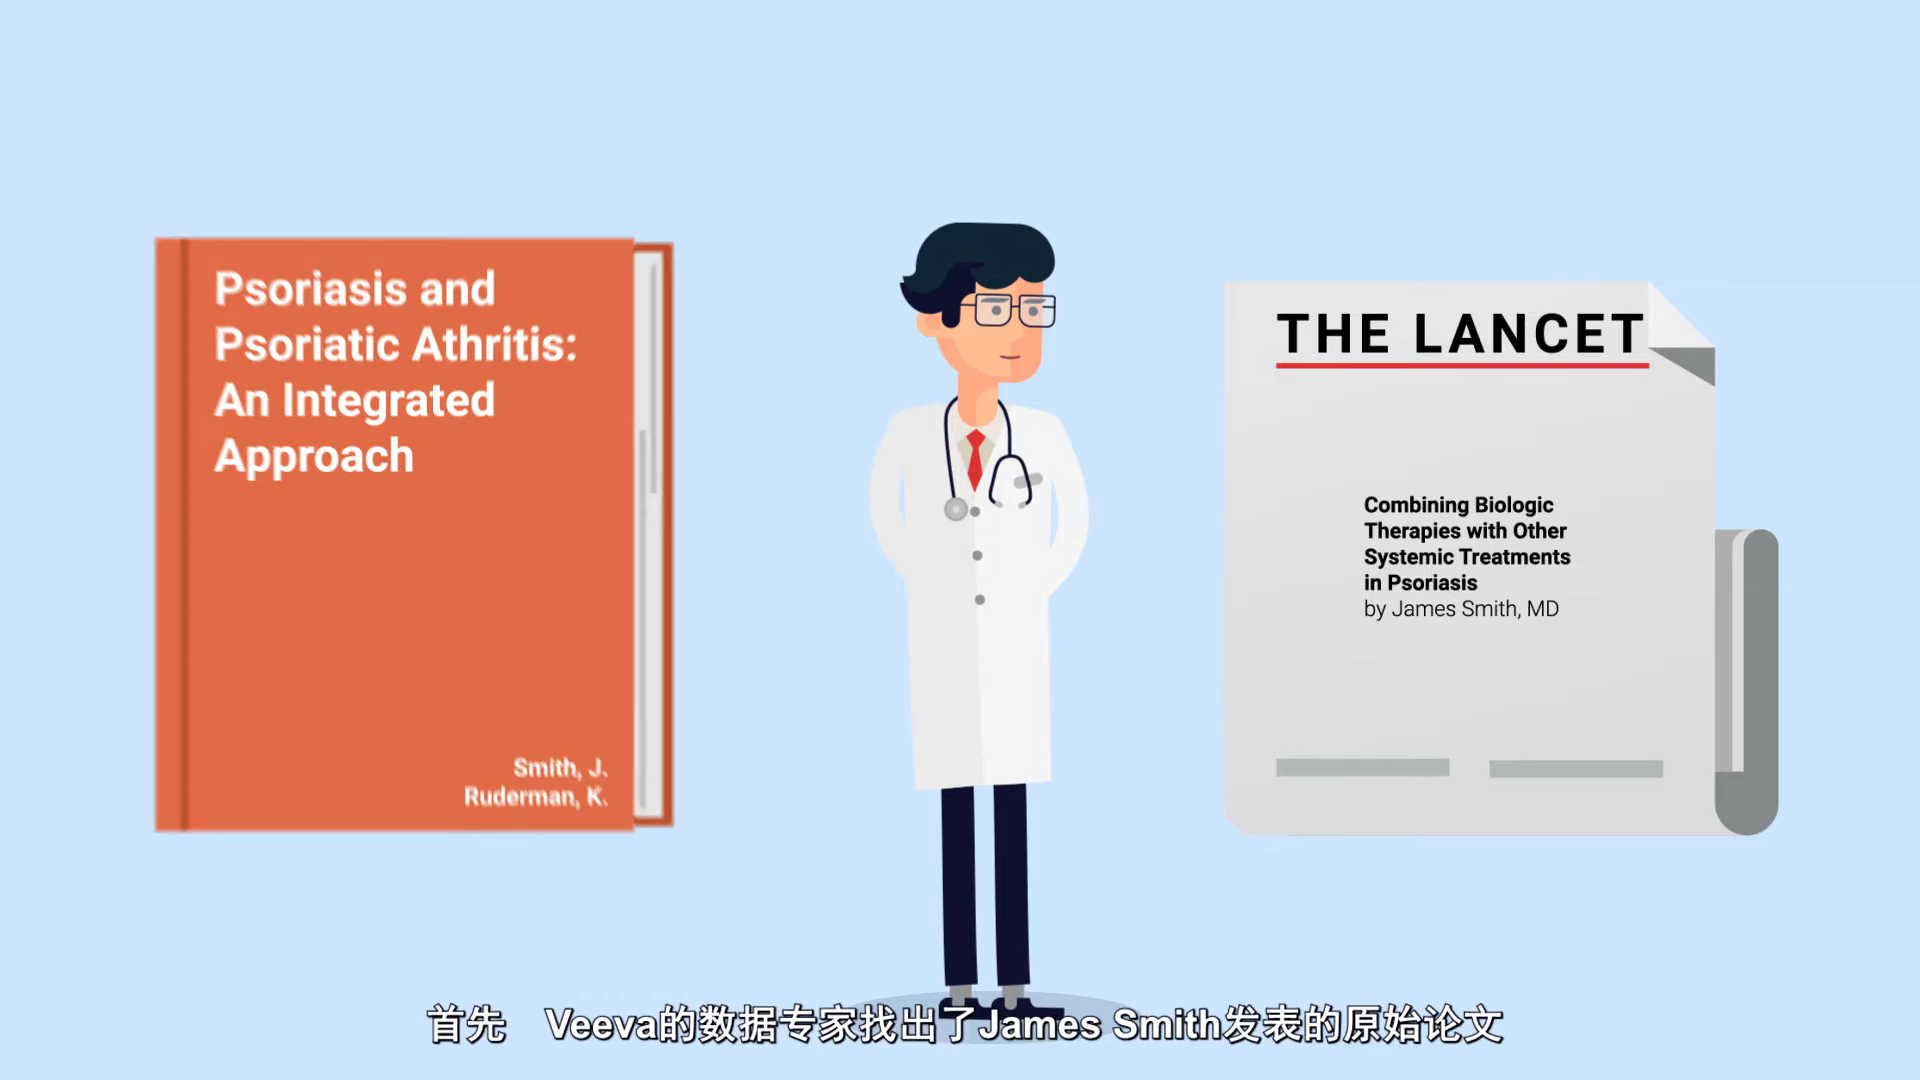 Psoriasis and
Psoriatic Athritis:
An Integrated
Approach
Smith, J.
Ruderman, K.
THE LANCET
Combining Biologic
Therapies with Other
Systemic Treatments
in Psoriasis
by James Smith, MD
首先 Veeva的数据专家找出了James Smith发表的原始论文